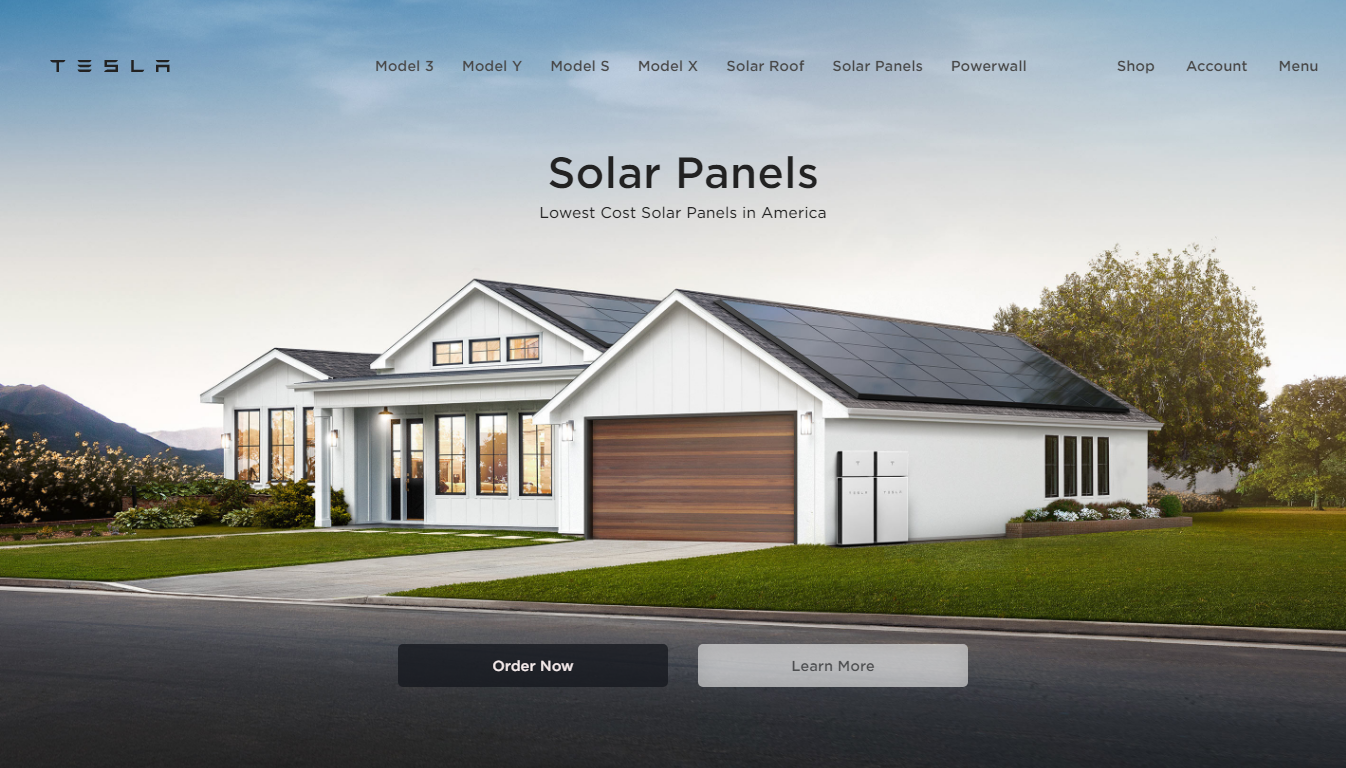 TESLA
Model 3 Model Y Model S Model X Solar Roof Solar Panels Powerwall
Shop Account Menu
Solar Panels
Lowest Cost Solar Panels in America
TESLA TESLA
Order Now
Learn More